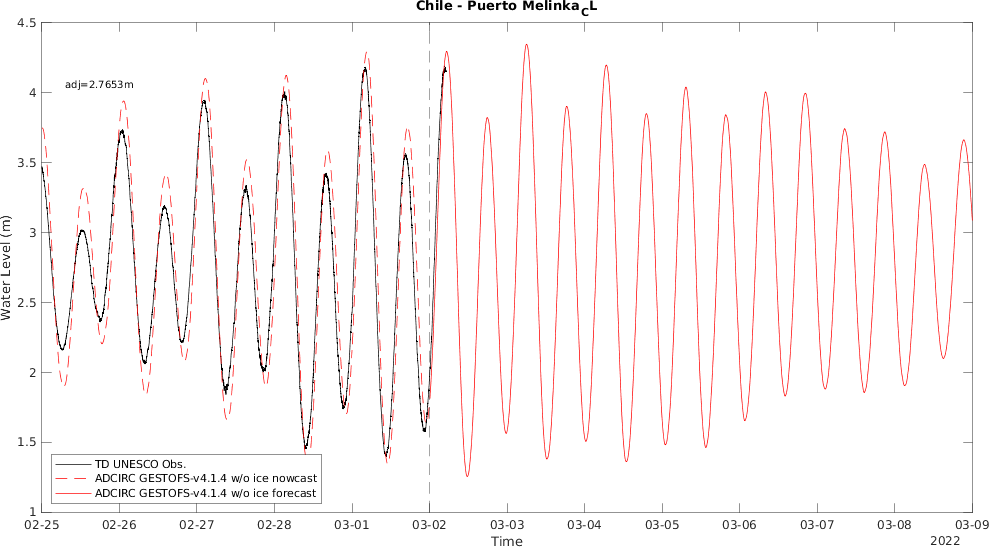 Chile - Puerto MelinkaCL
4.5
4
3.5
3
2.5
2
1.5
1
Water Level (m)
adj=2.7653m
TD UNESCO Obs.
ADCIRC GESTOFS-v4.1.4 w/o ice nowcast
ADCIRC GESTOFS-v4.1.4 w/o ice forecast
02-25 02-26 02-27 02-28 03-01 03-02 03-03 03-04 03-05 03-06 03-07 03-08 03-09
Time
2022